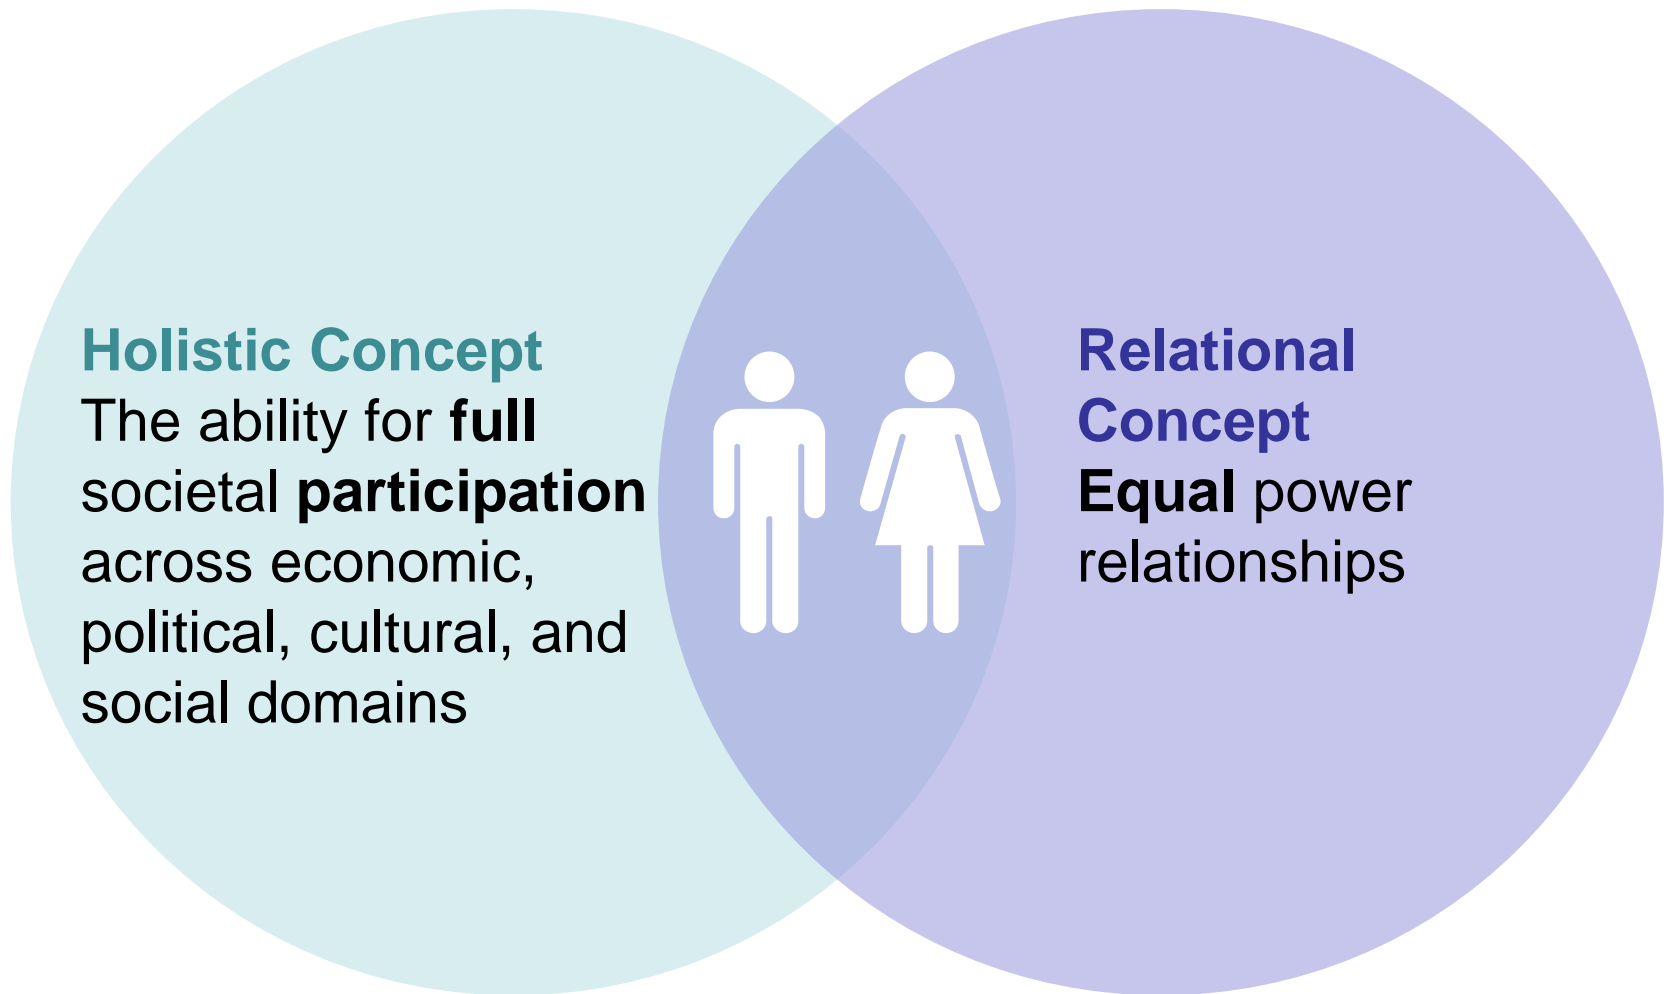 Holistic Concept
The ability for full
societal participation
across economic,
political, cultural, and
social domains
Relational
Concept
Equal power
relationships